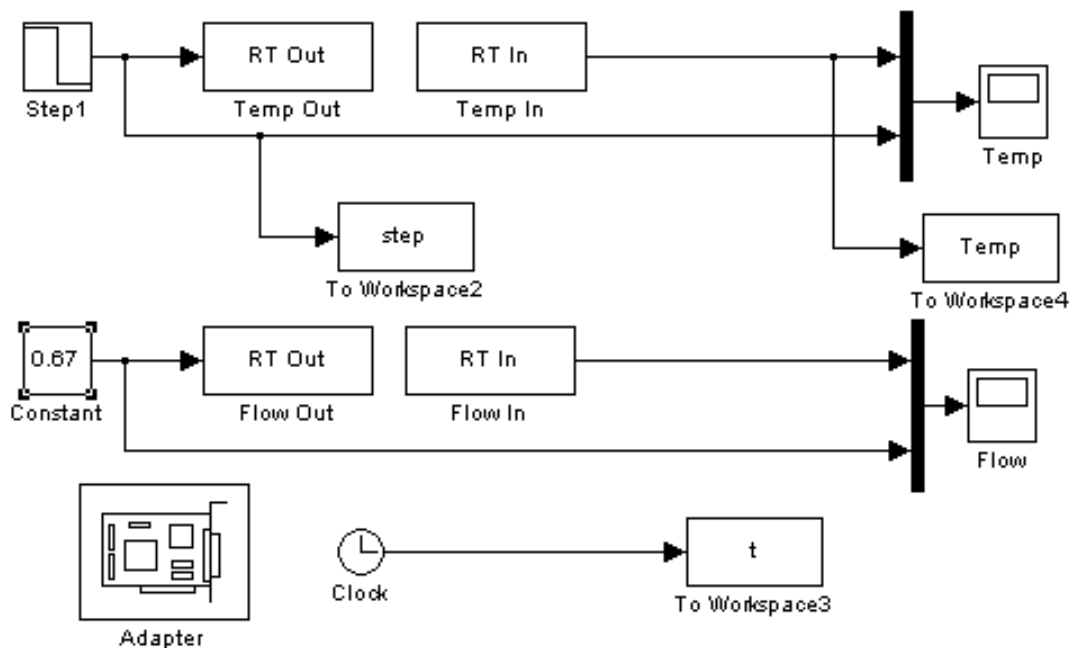 RT Out
RT In
Step1
Temp Out
Temp In
Temp
step
Temp
To Workspace2
To Workspace4
0.67
RT Out
RT In
Constant
Flow Out
Flow In
Flow
t
Clock
To Workspace3
Adapter